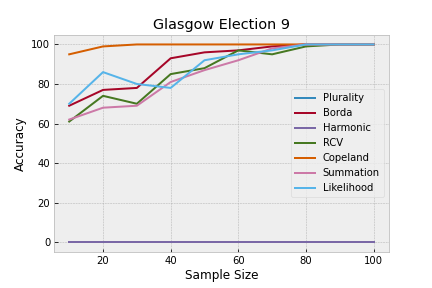 Glasgow Election 9
100
80
60
40
20
0
Accuracy
Plurality
Borda
Harmonic
RCV
Copeland
Summation
Likelihood
20 40 60 80 100
Sample Size